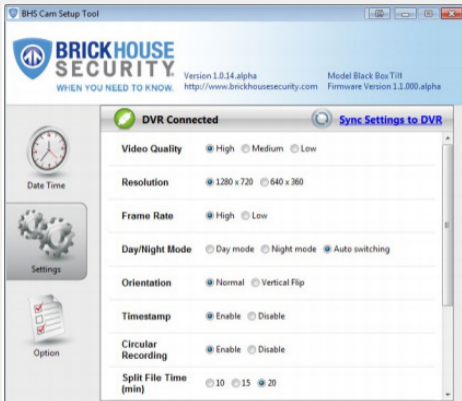 BHS Cam Setup Tool
BRICKHOUSE
SECURITY
WHEN YOU NEED TO KNOW.
Version 1.0.14.alpha
http://www.brickhousesecurity.com
Model Black Box Tilt
Firmware Version 1.1.000.alpha
DVR Connected
Sync Settings to DVR
Date Time
Settings
Option
Video Quality High Medium Low
Resolution 1280 x 720 640 x 360
Frame Rate High Low
Day/Night Mode Day mode Night mode Auto switching
Orientation Normal Vertical Flip
Timestamp Enable Disable
Circular
Recording Enable Disable
Split File Time
(min) 10 15 20